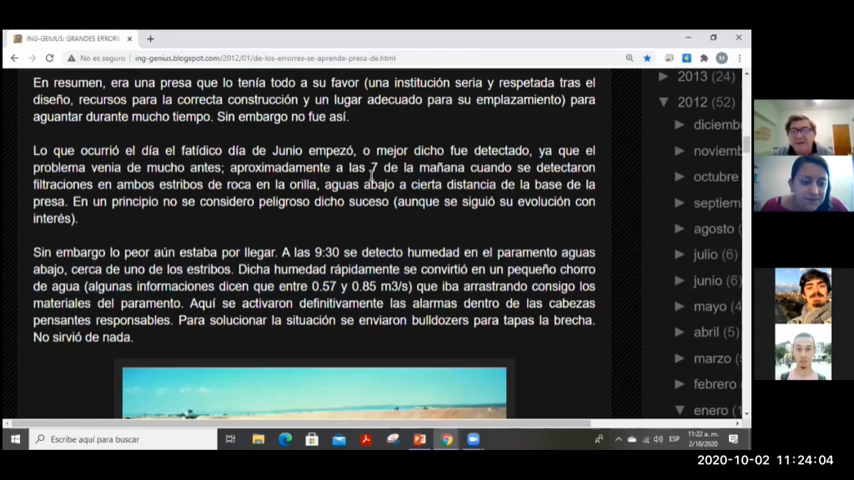 ING-GENIUS: GRANDES ERRORE
No es seguro
ing-genius.blogspot.com/2012/01/de-los-errorres-se-aprende-presa-de.html
M
En resumen, era una presa que lo tenía todo a su favor (una institución seria y respetada tras el
diseño, recursos para la correcta construcción y un lugar adecuado para su emplazamiento) para
aguantar durante mucho tiempo. Sin embargo no fue así.
Lo que ocurrió el día el fatídico día de Junio empezó, o mejor dicho fue detectado, ya que el
problema venia de mucho antes; aproximadamente a las 7 de la mañana cuando se detectaron
filtraciones en ambos estribos de roca en la orilla, aguas abajo a cierta distancia de la base de la
presa. En un principio no se considero peligroso dicho suceso (aunque se siguió su evolución con
interés).
Sin embargo lo peor aún estaba por llegar. A las 9:30 se detecto humedad en el paramento aguas
abajo, cerca de uno de los estribos. Dicha humedad rápidamente se convirtió en un pequeño chorro
de agua (algunas informaciones dicen que entre 0.57 y 0.85 m3/s) que iba arrastrando consigo los
materiales del paramento. Aquí se activaron definitivamente las alarmas dentro de las cabezas
pensantes responsables. Para solucionar la situación se enviaron bulldozers para tapas la brecha.
No sirvió de nada.
2013 (24)
2012 (52)
diciemb
noviemb
octubre
septiem
agosto
julio (6)
junio (6)
mayo (4
abril (5)
marzo (
febrero (
enero (1
Escribe aquí para buscar
ESP
11:22 a. m.
2/10/2020
2020-10-02 11:24:04